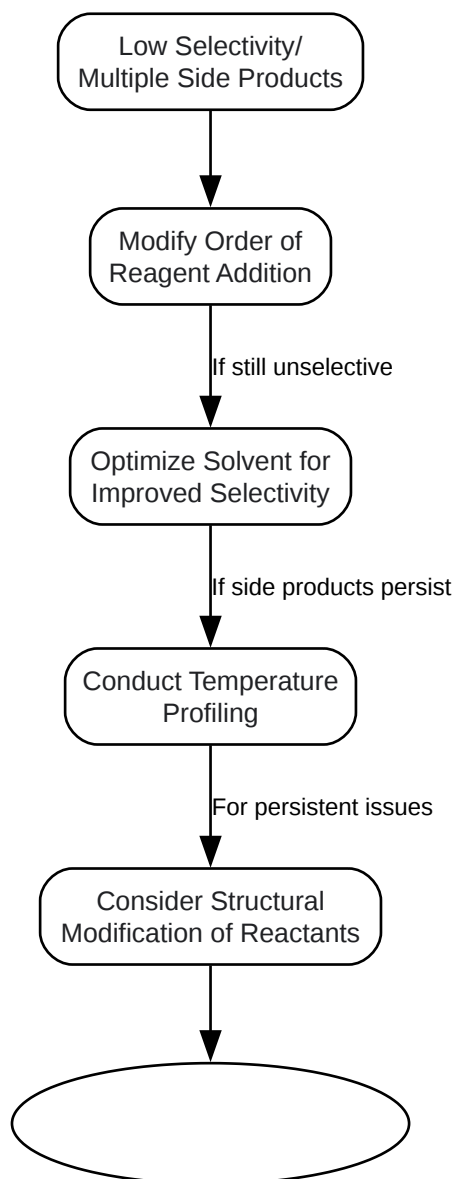 Low Selectivity/
Multiple Side Products
Modify Order of
Reagent Addition
If still unselective
Optimize Solvent for
Improved Selectivity
If side products persist
Conduct Temperature
Profiling
For persistent issues
Consider Structural
Modification of Reactants